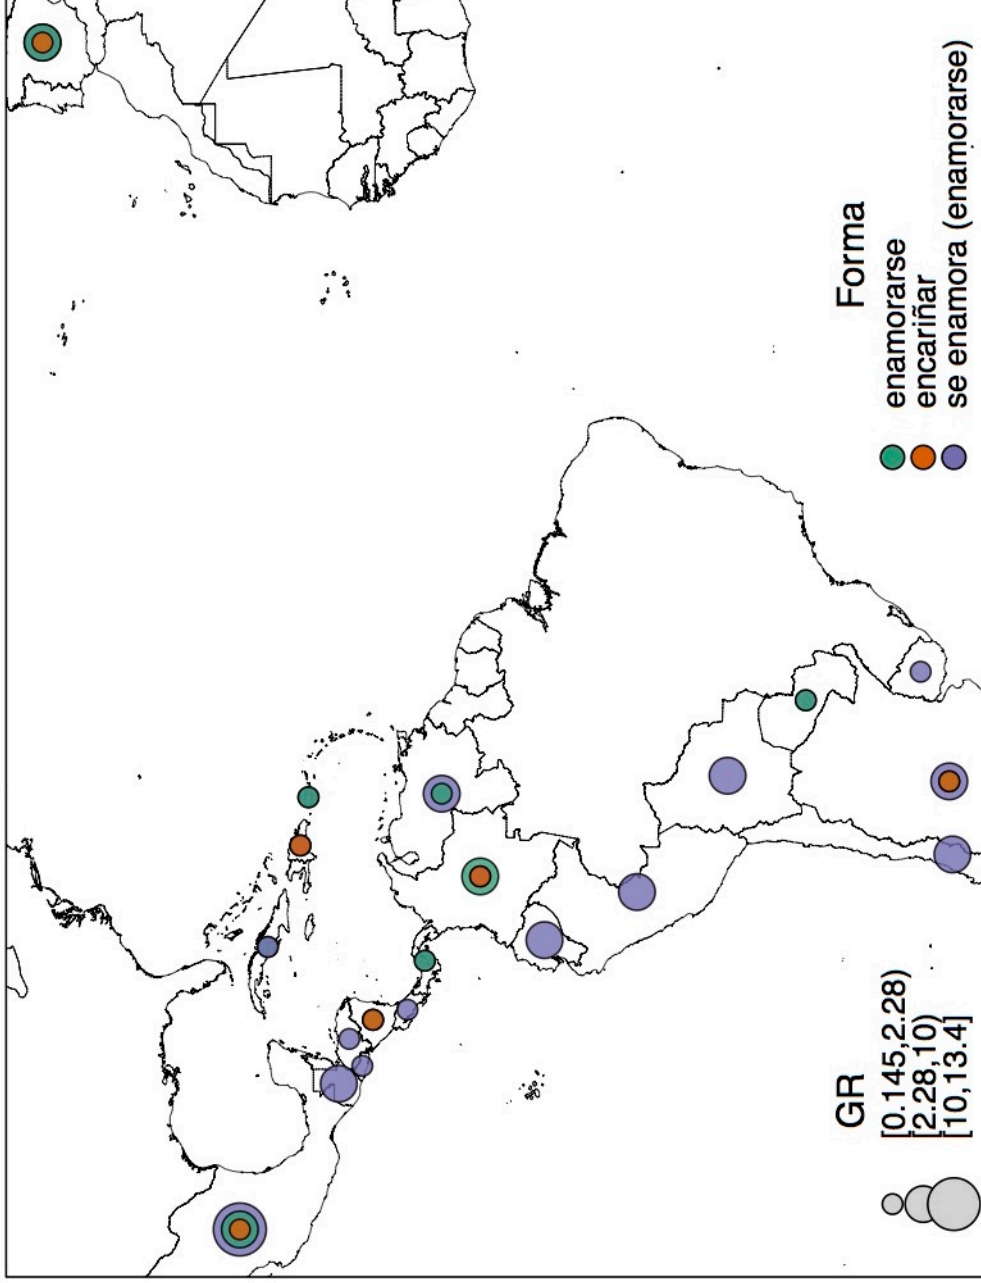 GR
[0.145,2.28)
[2.28,10)
[10,13.4]
Forma
enamorarse
encariñar
se enamora (enamorarse)